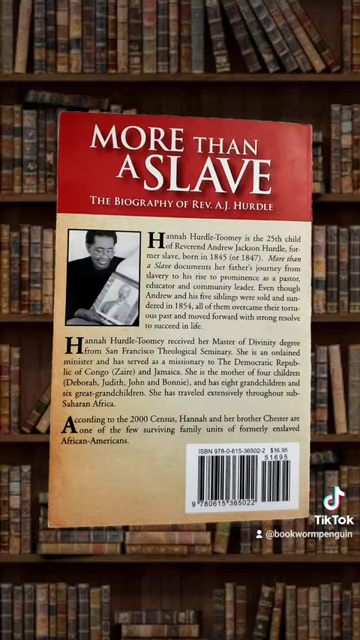 MORE THAN
A SLAVE
THE BIOGRAPHY OF REV. A.J. HURDLE
Hannah Hurdle-Toomey is the 25th child
of Reverend Andrew Jackson Hurdle, for-
mer slave, born in 1845 (or 1847). More than
a Slave documents her father's journey from
slavery to his rise to prominence as a pastor,
educator and community leader. Even though
Andrew and his five siblings were sold and sun-
dered in 1854, all of them overcame their tortu-
ous past and moved forward with strong resolve
to succeed in life.
Hannah Hurdle-Toomey received her Master of Divinity degree
from San Francisco Theological Seminary. She is an ordained
minister and has served as a missionary to The Democratic Repub-
lic of Congo (Zaire) and Jamaica. She is the mother of four children
(Deborah, Judith, John and Bonnie), and has eight grandchildren and
six great-grandchildren. She has traveled extensively throughout sub-
Saharan Africa.
According to the 2000 Census, Hannah and her brother Chester are
one of the few surviving family units of formerly enslaved
African-Americans.
ISBN 978-0-615-36502-2 $16.95
51695
9 780615 365022
TikTok
@bookwormpenguin